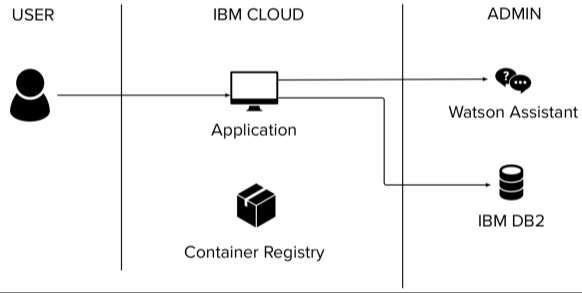 USER
IBM CLOUD
ADMIN
?
Application
Watson Assistant
Container Registry
IBM DB2